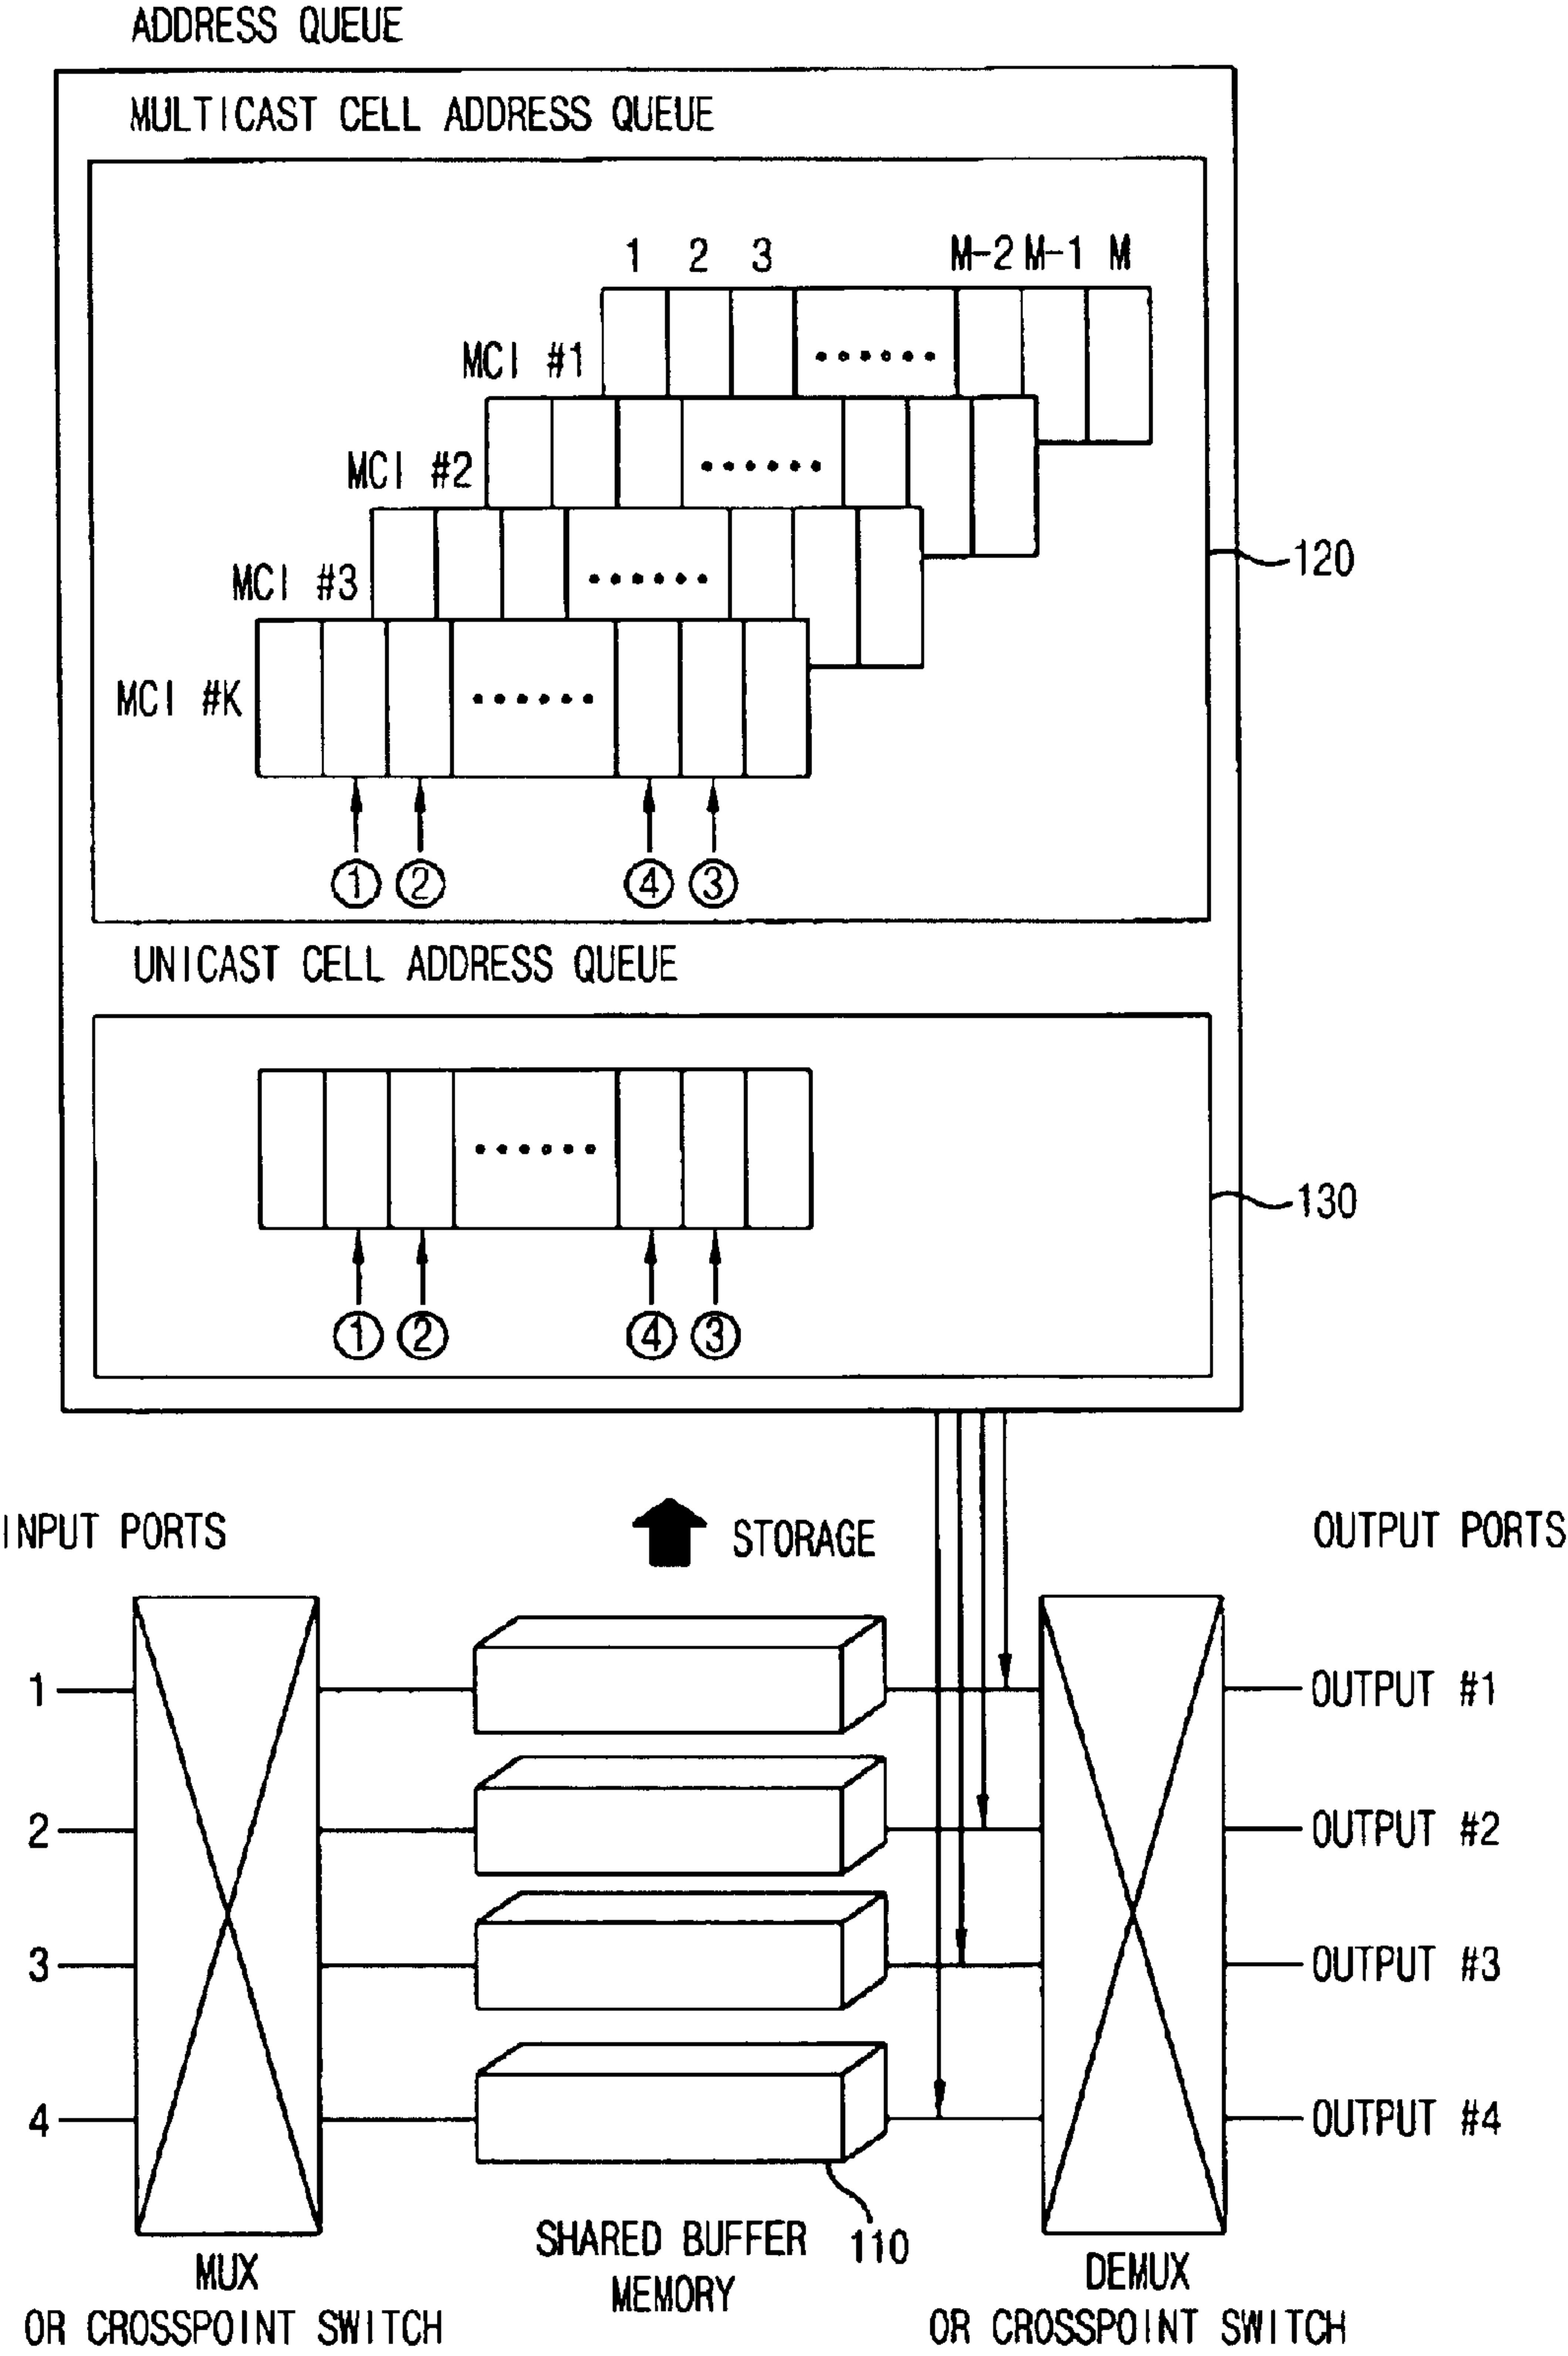 ADDRESS QUEUE
MULTICAST CELL ADDRESS QUEUE
1 2 3 M-2 M-1 M
MCI #1
MCI #2
MCI #3
MCI #K
120
① ② ④ ③
UNICAST CELL ADDRESS QUEUE
130
① ② ④ ③
INPUT PORTS
STORAGE
OUTPUT PORTS
1
OUTPUT #1
2
OUTPUT #2
3
OUTPUT #3
4
OUTPUT #4
SHARED BUFFER
MEMORY
110
MUX
OR CROSSPOINT SWITCH
DEMUX
OR CROSSPOINT SWITCH